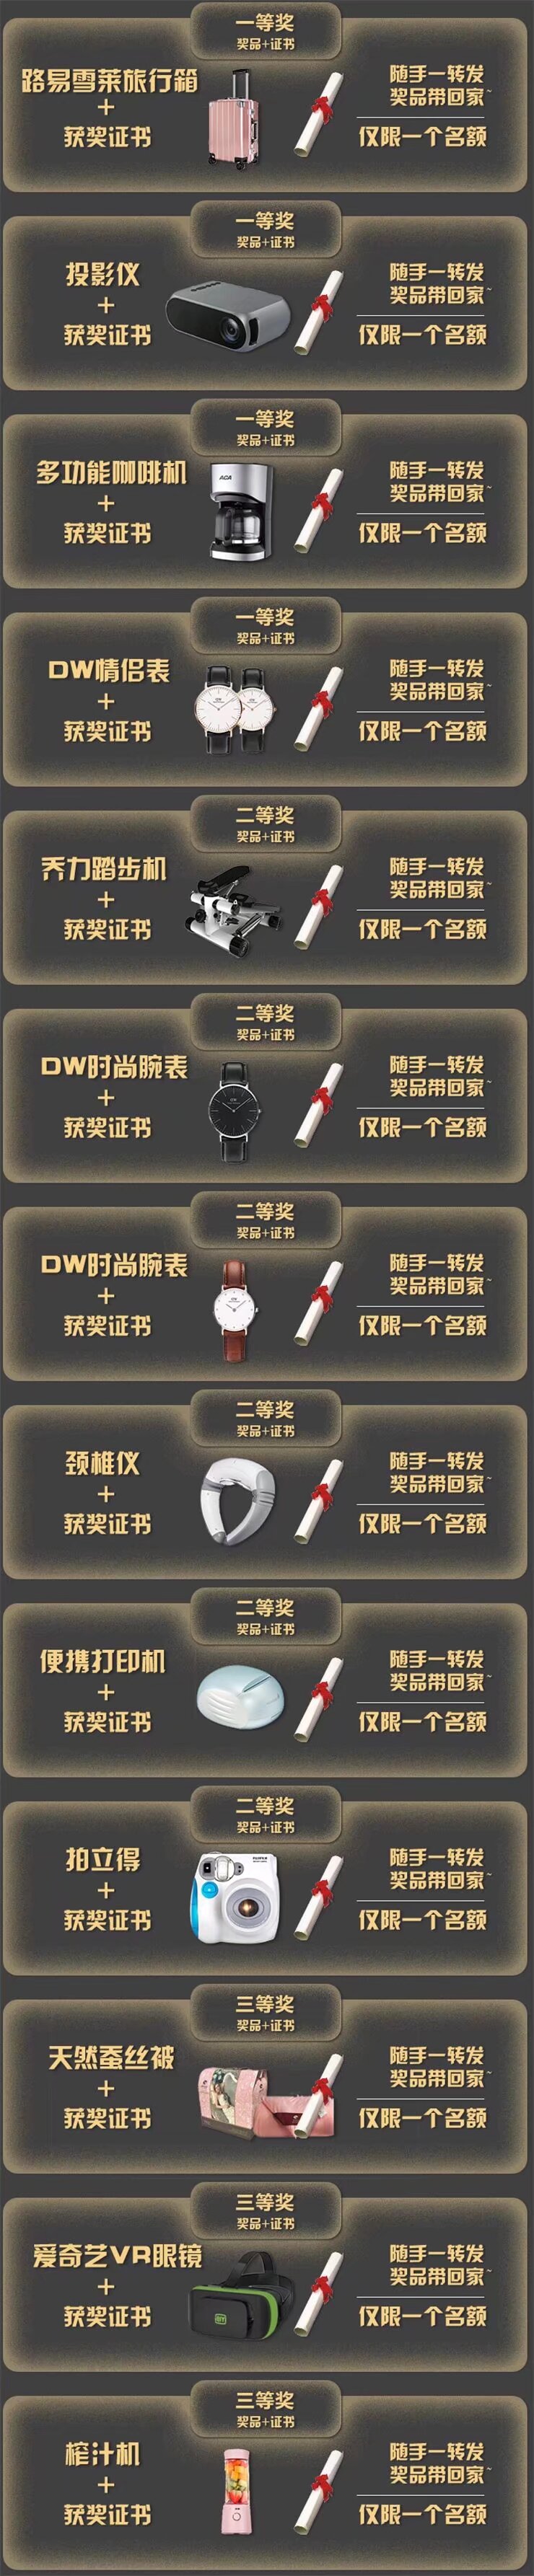 一等奖
奖品+证书
路易雪莱旅行箱
+
获奖证书
随手一转发
奖品带回家~
仅限一个名额
一等奖
奖品+证书
投影仪
+
获奖证书
随手一转发
奖品带回家~
仅限一个名额
一等奖
奖品+证书
多功能咖啡机
+
获奖证书
ACA
随手一转发
奖品带回家~
仅限一个名额
一等奖
奖品+证书
DW情侣表
+
获奖证书
随手一转发
奖品带回家~
仅限一个名额
二等奖
奖品+证书
乔力踏步机
+
获奖证书
随手一转发
奖品带回家~
仅限一个名额
二等奖
奖品+证书
DW时尚腕表
+
获奖证书
随手一转发
奖品带回家~
仅限一个名额
二等奖
奖品+证书
DW时尚腕表
+
获奖证书
随手一转发
奖品带回家~
仅限一个名额
二等奖
奖品+证书
颈椎仪
+
获奖证书
随手一转发
奖品带回家~
仅限一个名额
二等奖
奖品+证书
便携打印机
+
获奖证书
随手一转发
奖品带回家~
仅限一个名额
二等奖
奖品+证书
拍立得
+
获奖证书
随手一转发
奖品带回家~
仅限一个名额
三等奖
奖品+证书
天然蚕丝被
+
获奖证书
随手一转发
奖品带回家~
仅限一个名额
三等奖
奖品+证书
爱奇艺VR眼镜
+
获奖证书
随手一转发
奖品带回家~
仅限一个名额
三等奖
奖品+证书
榨汁机
+
获奖证书
随手一转发
奖品带回家~
仅限一个名额